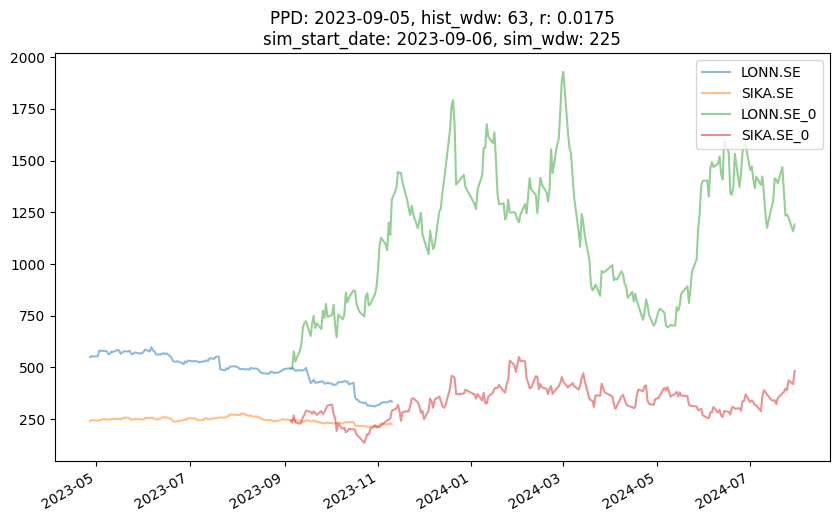 PPD: 2023-09-05, hist_wdw: 63, r: 0.0175
sim_start_date: 2023-09-06, sim_wdw: 225
2000
1750
1500
1250
1000
750
500
250
LONN.SE
SIKA.SE
LONN.SE_0
SIKA.SE_0
2023-05
2023-07
2023-09
2023-11
2024-01
2024-03
2024-05
2024-07